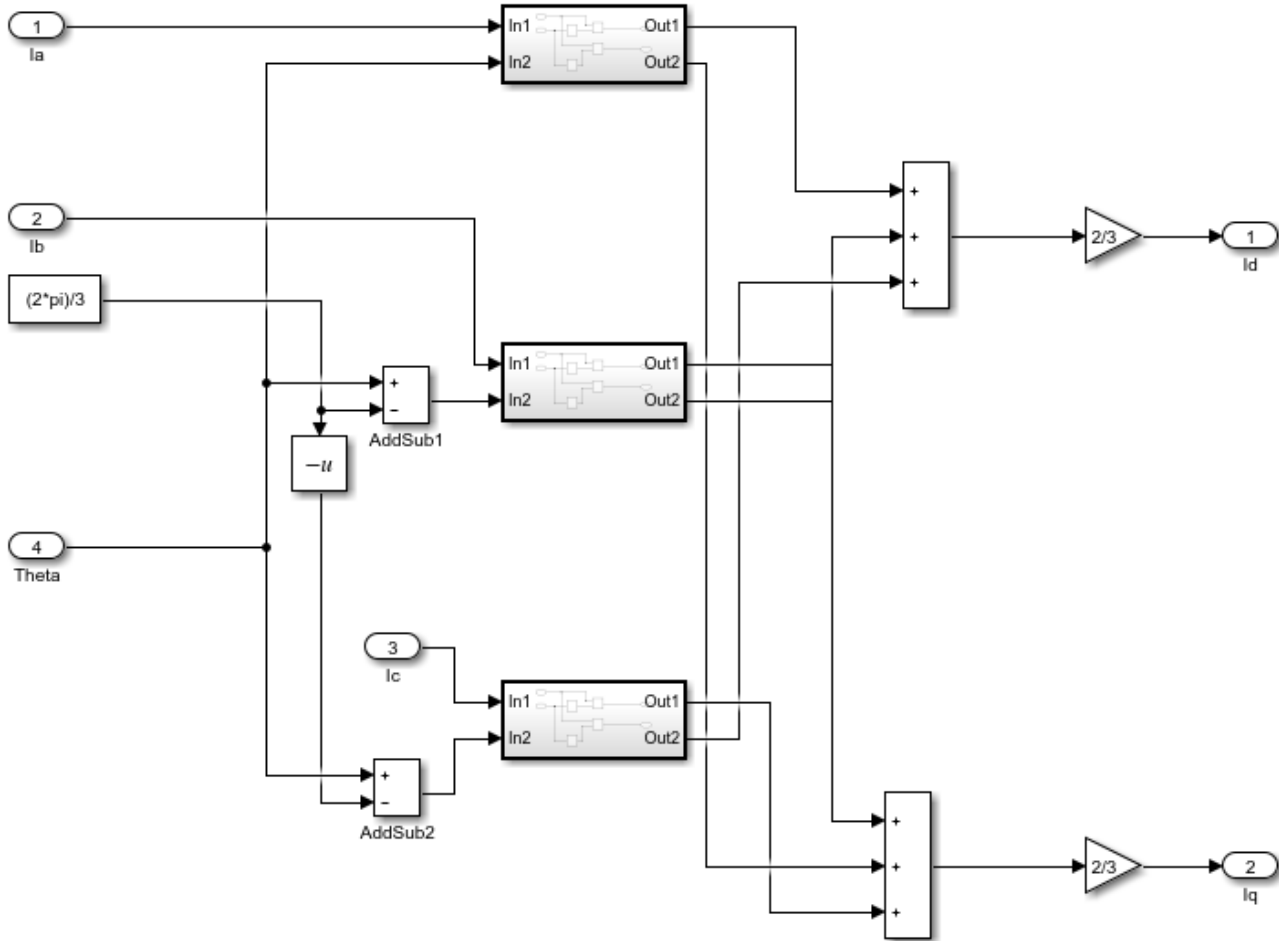 1
Ia
In1
Out1
In2
Out2
+
2
Ib
+
2/3
1
Id
+
(2*pi)/3
In1
Out1
+
−
AddSub1
In2
Out2
−u
4
Theta
3
Ic
In1
Out1
In2
Out2
+
−
AddSub2
+
+
2/3
2
Iq
+